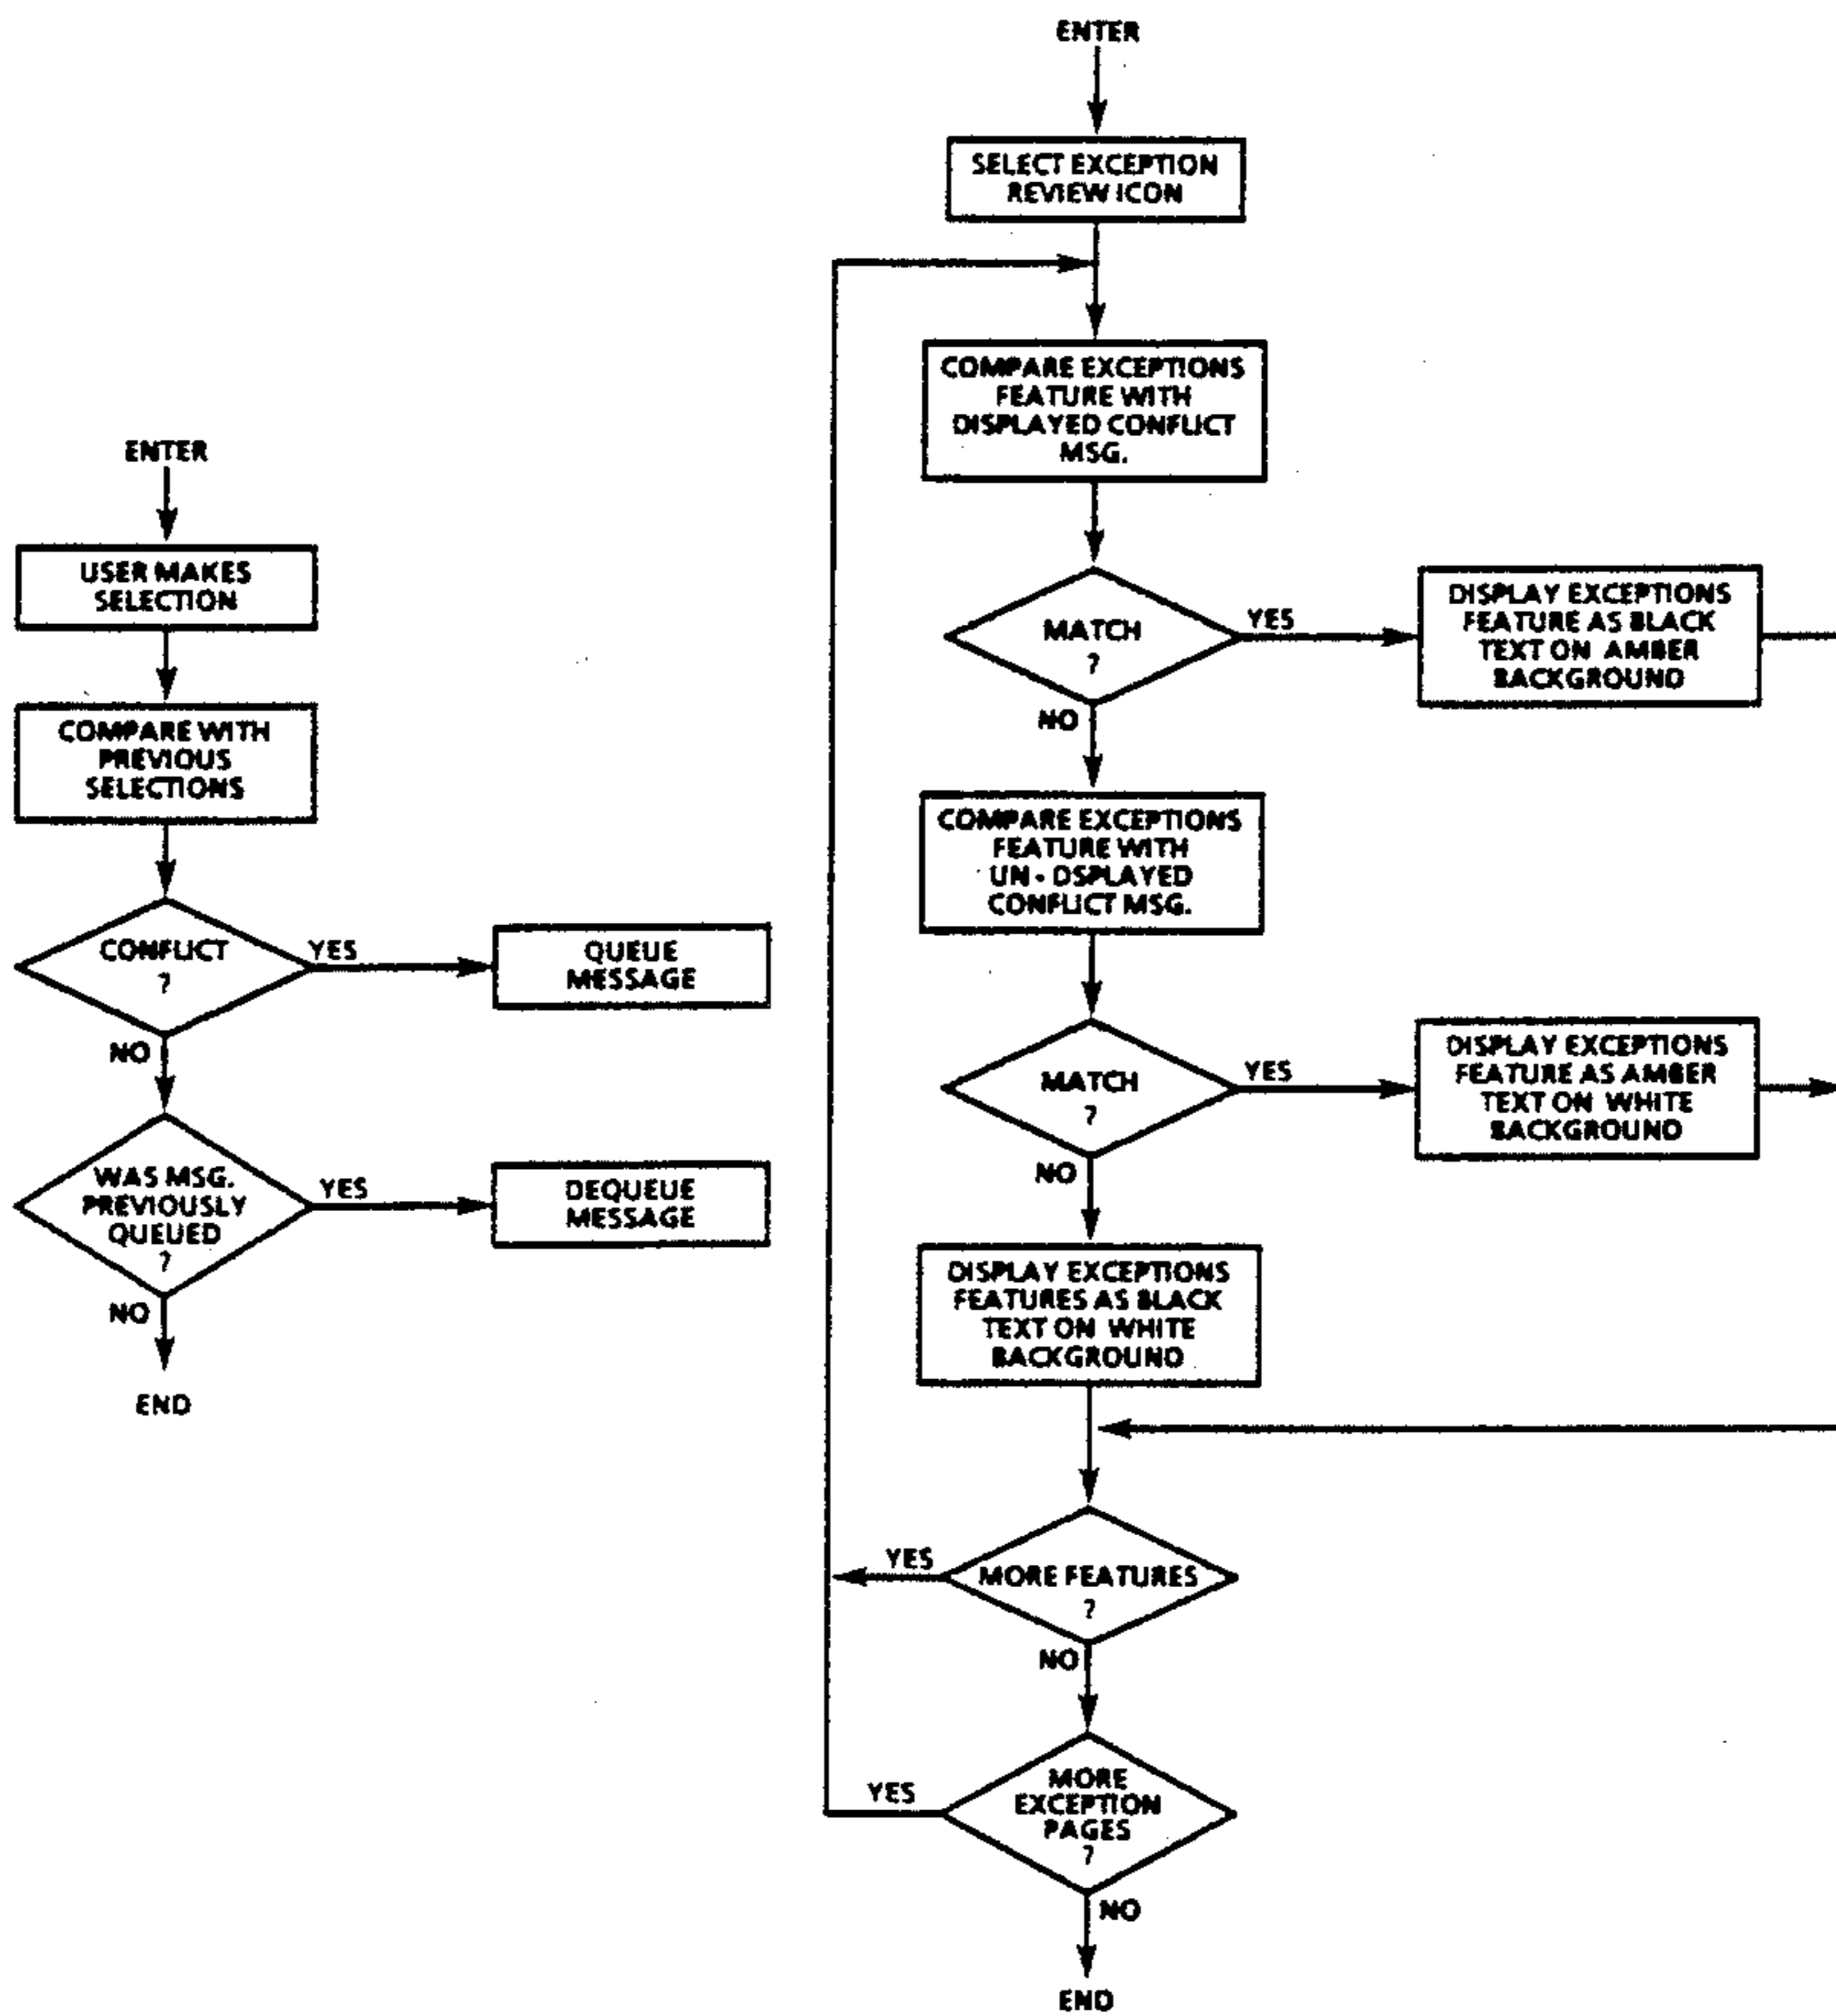 ENTER
USER MAKES
SELECTION
COMPARE WITH
PREVIOUS
SELECTIONS
CONFLICT
?
YES
QUEUE
MESSAGE
NO
WAS MSG.
PREVIOUSLY
QUEUED
?
YES
DEQUEUE
MESSAGE
NO
END
ENTER
SELECT EXCEPTION
REVIEW ICON
COMPARE EXCEPTIONS
FEATURE WITH
DISPLAYED CONFLICT
MSG.
MATCH
?
YES
DISPLAY EXCEPTIONS
FEATURE AS BLACK
TEXT ON AMBER
BACKGROUND
NO
COMPARE EXCEPTIONS
FEATURE WITH
UN - DSPLAYED
CONFLICT MSG.
MATCH
?
YES
DISPLAY EXCEPTIONS
FEATURE AS AMBER
TEXT ON WHITE
BACKGROUND
NO
DISPLAY EXCEPTIONS
FEATURES AS BLACK
TEXT ON WHITE
BACKGROUND
YES
MORE FEATURES
?
NO
YES
MORE
EXCEPTION
PAGES
?
NO
END